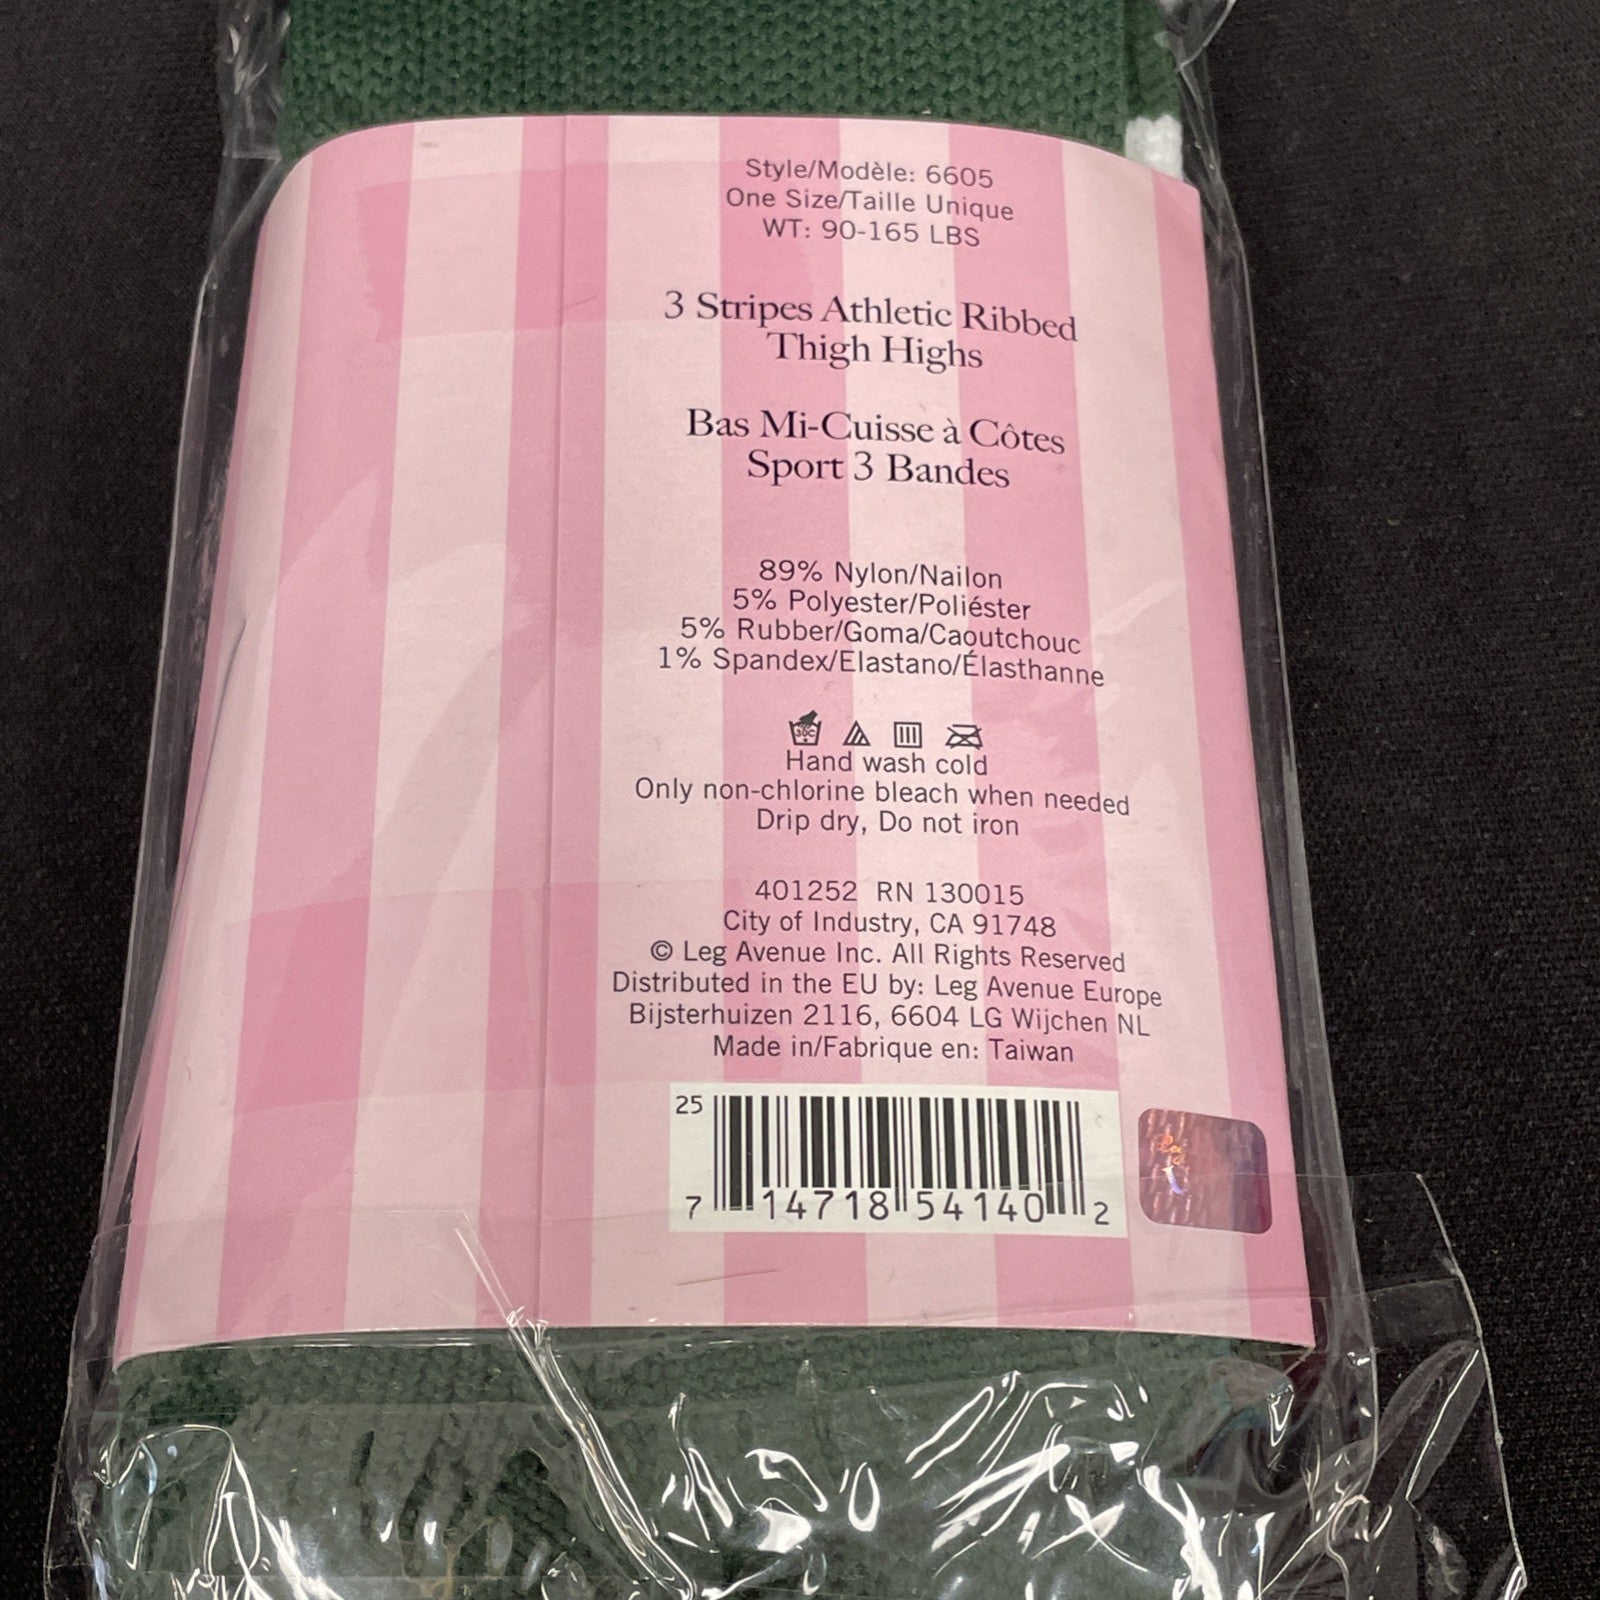 Style/Modèle: 6605
One Size/Taille Unique
WT: 90-165 LBS
3 Stripes Athletic Ribbed
Thigh Highs
Bas Mi-Cuisse à Côtes
Sport 3 Bandes
89% Nylon/Nailon
5% Polyester/Poliéster
5% Rubber/Goma/Caoutchouc
1% Spandex/Elastano/Élasthanne
30C
Hand wash cold
Only non-chlorine bleach when needed
Drip dry, Do not iron
401252 RN 130015
City of Industry, CA 91748
© Leg Avenue Inc. All Rights Reserved
Distributed in the EU by: Leg Avenue Europe
Bijsterhuizen 2116, 6604 LG Wijchen NL
Made in/Fabrique en: Taiwan
25
7 14718 54140 2